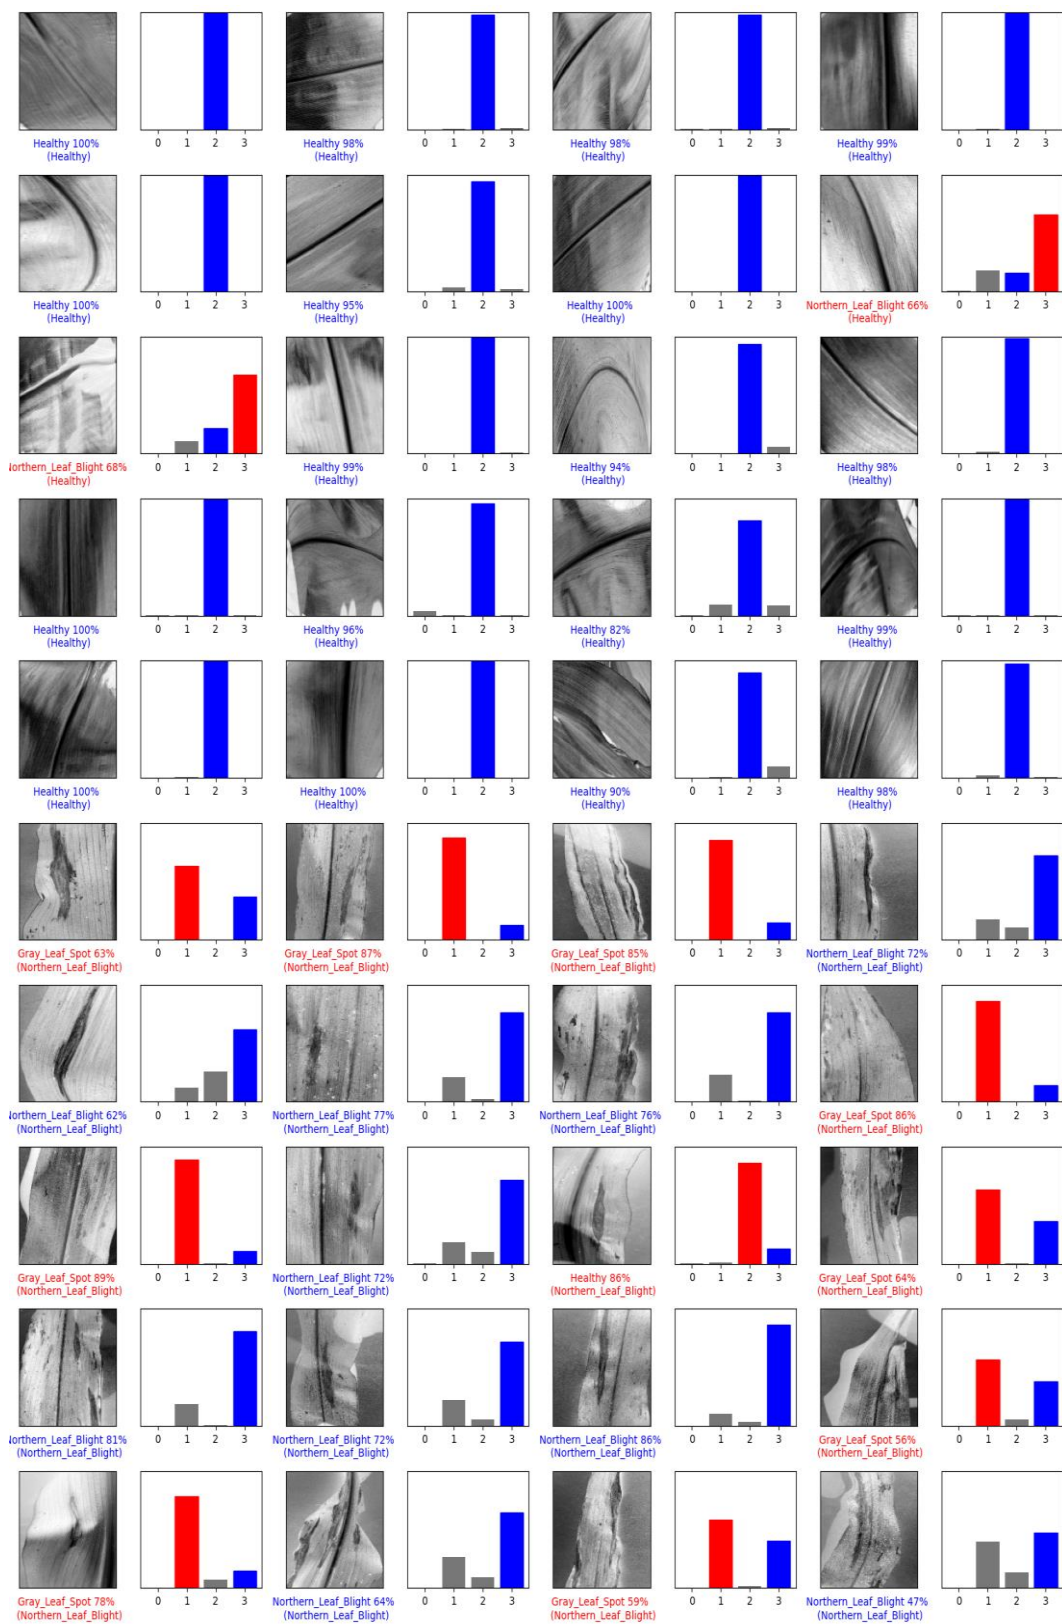 0 1 2 3 0 1 2 3 0 1 2 3 0 1 2 3
Healthy 100% Healthy 98% Healthy 98% Healthy 99%
(Healthy) (Healthy) (Healthy) (Healthy)
0 1 2 3 0 1 2 3 0 1 2 3 0 1 2 3
Healthy 100% Healthy 95% Healthy 100% Northern_Leaf_Blight 66%
(Healthy) (Healthy) (Healthy) (Healthy)
0 1 2 3 0 1 2 3 0 1 2 3 0 1 2 3
Northern_Leaf_Blight 68% Healthy 99% Healthy 94% Healthy 98%
(Healthy) (Healthy) (Healthy) (Healthy)
0 1 2 3 0 1 2 3 0 1 2 3 0 1 2 3
Healthy 100% Healthy 96% Healthy 82% Healthy 99%
(Healthy) (Healthy) (Healthy) (Healthy)
0 1 2 3 0 1 2 3 0 1 2 3 0 1 2 3
Healthy 100% Healthy 100% Healthy 90% Healthy 98%
(Healthy) (Healthy) (Healthy) (Healthy)
0 1 2 3 0 1 2 3 0 1 2 3 0 1 2 3
Gray_Leaf_Spot 63% Gray_Leaf_Spot 87% Gray_Leaf_Spot 85% Northern_Leaf_Blight 72%
(Northern_Leaf_Blight) (Northern_Leaf_Blight) (Northern_Leaf_Blight) (Northern_Leaf_Blight)
0 1 2 3 0 1 2 3 0 1 2 3 0 1 2 3
Northern_Leaf_Blight 62% Northern_Leaf_Blight 77% Northern_Leaf_Blight 76% Gray_Leaf_Spot 86%
(Northern_Leaf_Blight) (Northern_Leaf_Blight) (Northern_Leaf_Blight) (Northern_Leaf_Blight)
0 1 2 3 0 1 2 3 0 1 2 3 0 1 2 3
Gray_Leaf_Spot 89% Northern_Leaf_Blight 72% Healthy 86% Gray_Leaf_Spot 64%
(Northern_Leaf_Blight) (Northern_Leaf_Blight) (Northern_Leaf_Blight) (Northern_Leaf_Blight)
0 1 2 3 0 1 2 3 0 1 2 3 0 1 2 3
Northern_Leaf_Blight 81% Northern_Leaf_Blight 72% Northern_Leaf_Blight 86% Gray_Leaf_Spot 56%
(Northern_Leaf_Blight) (Northern_Leaf_Blight) (Northern_Leaf_Blight) (Northern_Leaf_Blight)
0 1 2 3 0 1 2 3 0 1 2 3 0 1 2 3
Gray_Leaf_Spot 78% Northern_Leaf_Blight 64% Gray_Leaf_Spot 59% Northern_Leaf_Blight 47%
(Northern_Leaf_Blight) (Northern_Leaf_Blight) (Northern_Leaf_Blight) (Northern_Leaf_Blight)